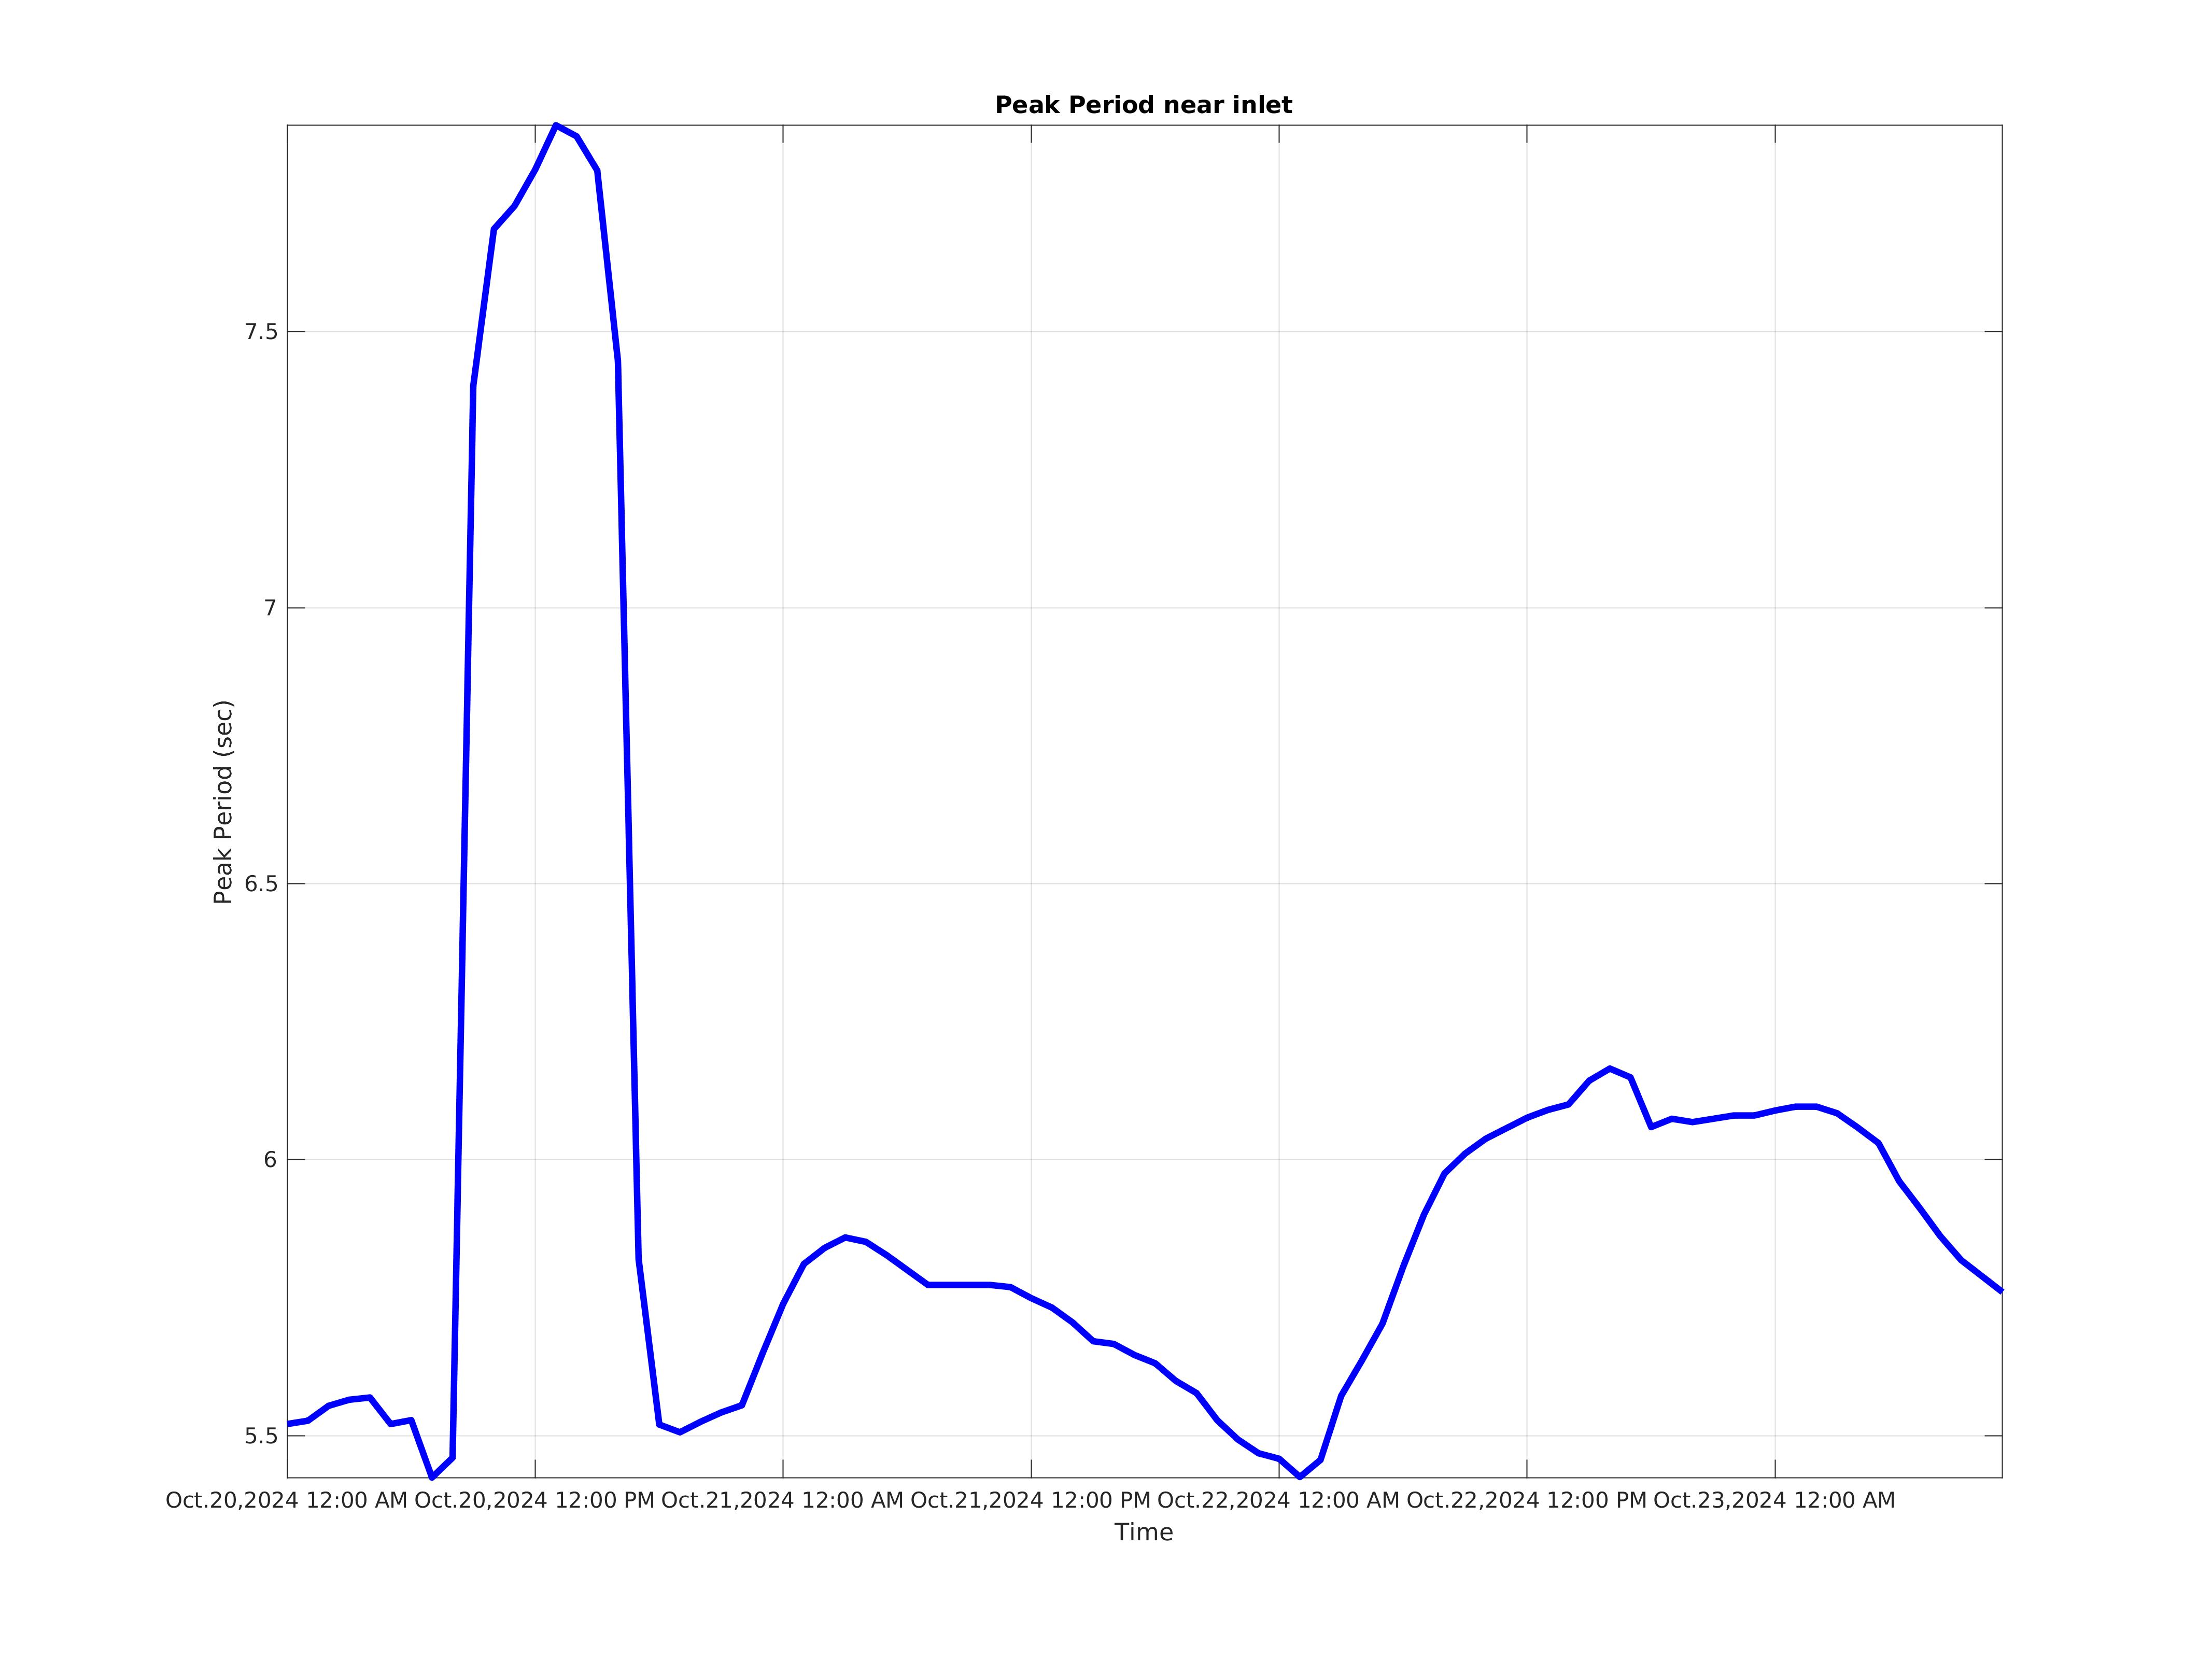 Peak Period near inlet
Peak Period (sec)
7.5
7
6.5
6
5.5
Oct.20,2024 12:00 AM Oct.20,2024 12:00 PM Oct.21,2024 12:00 AM Oct.21,2024 12:00 PM Oct.22,2024 12:00 AM Oct.22,2024 12:00 PM Oct.23,2024 12:00 AM
Time